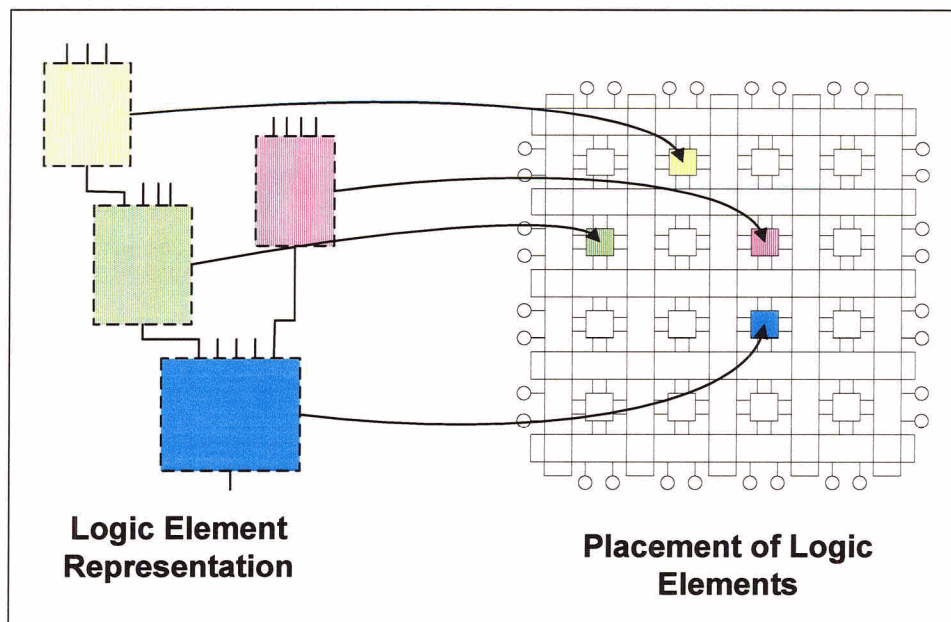 Logic Element
Representation
Placement of Logic
Elements